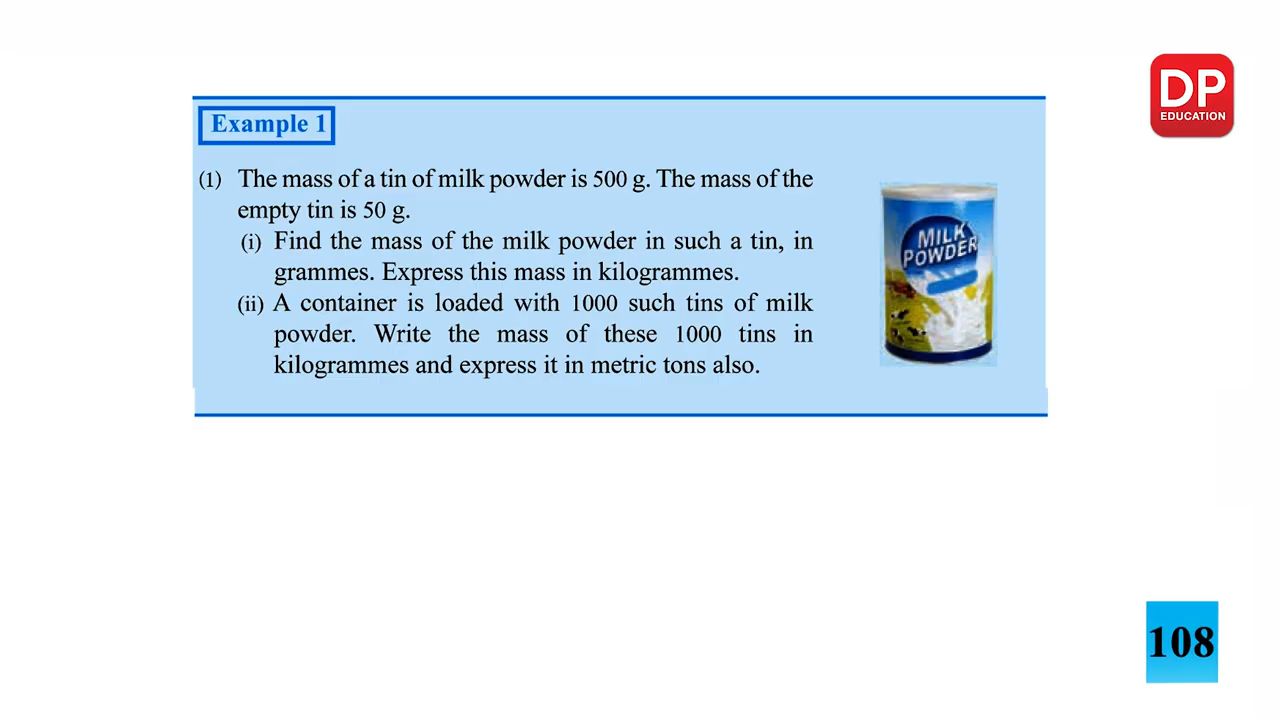 DP
EDUCATION
Example 1
(1) The mass of a tin of milk powder is 500 g. The mass of the
empty tin is 50 g.
(i) Find the mass of the milk powder in such a tin, in
grammes. Express this mass in kilogrammes.
(ii) A container is loaded with 1000 such tins of milk
powder. Write the mass of these 1000 tins in
kilogrammes and express it in metric tons also.
MILK
POWDER
108